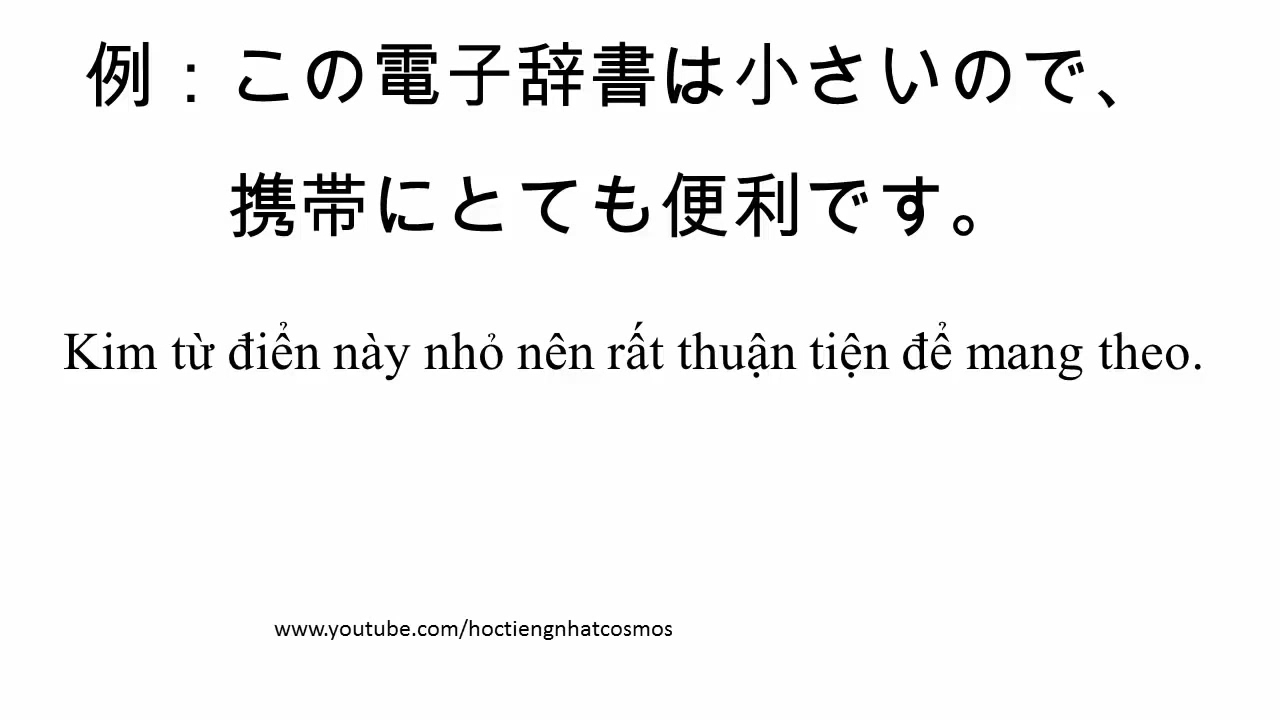 例：この電子辞書は小さいので、
携帯にとても便利です。
Kim từ điển này nhỏ nên rất thuận tiện để mang theo.
www.youtube.com/hoctiengnhatcosmos